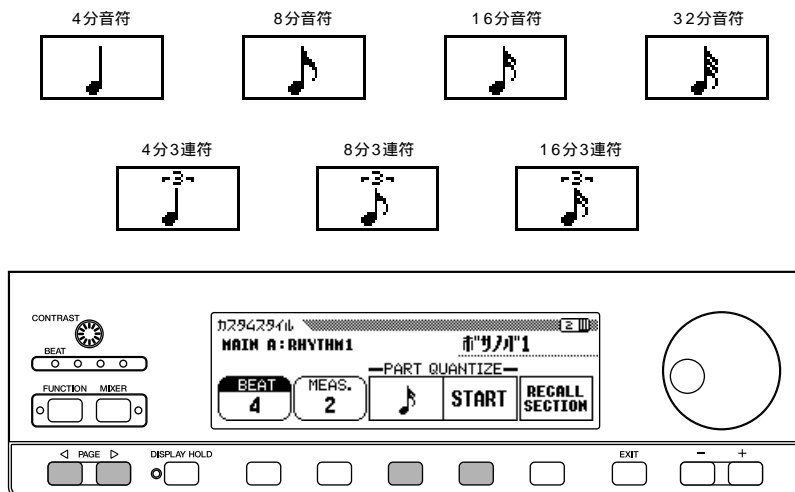 4分音符 8分音符 16分音符 32分音符
4分3連符 8分3連符 16分3連符
3 3 3
CONTRAST
BEAT
FUNCTION MIXER
カスタムスタイル 2
MAIN A:RHYTHM1 ボサノバ1
PART QUANTIZE
BEAT 4
MEAS. 2
START
RECALL SECTION
PAGE
DISPLAY HOLD
EXIT
− +